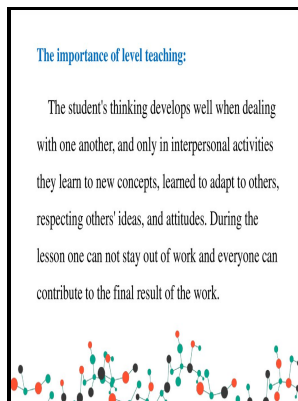 The importance of level teaching:
The student's thinking develops well when dealing
with one another, and only in interpersonal activities
they learn to new concepts, learned to adapt to others,
respecting others' ideas, and attitudes. During the
lesson one can not stay out of work and everyone can
contribute to the final result of the work.